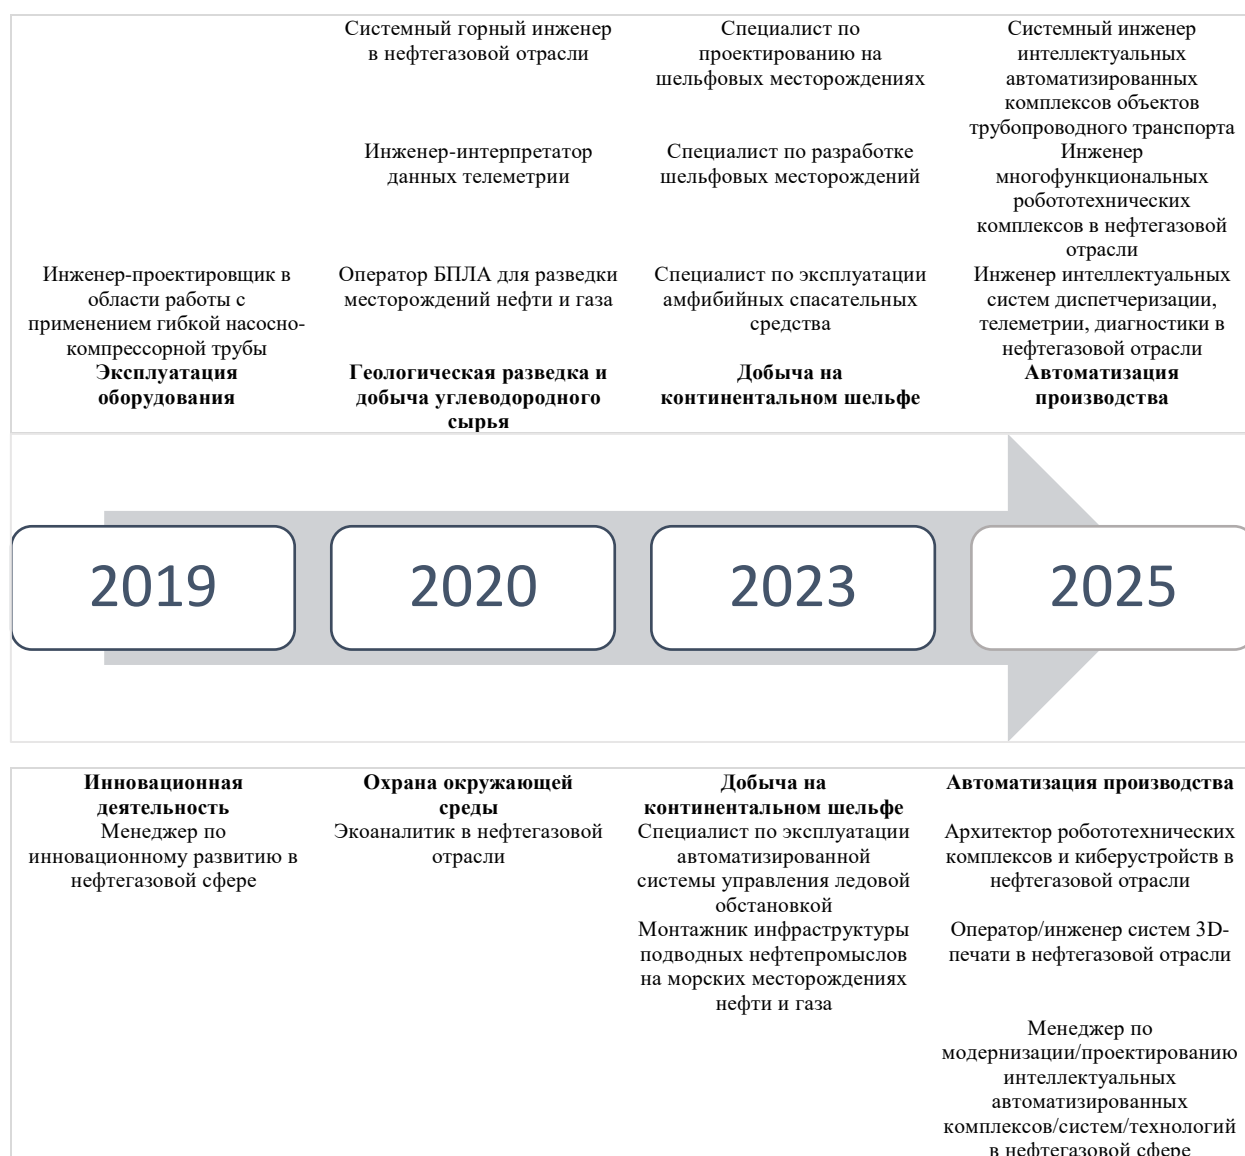 Системный горный инженер
в нефтегазовой отрасли
Специалист по
проектированию на
шельфовых месторождениях
Системный инженер
интеллектуальных
автоматизированных
комплексов объектов
трубопроводного транспорта
Инженер-интерпретатор
данных телеметрии
Специалист по разработке
шельфовых месторождений
Инженер
многофункциональных
робототехнических
комплексов в нефтегазовой
отрасли
Инженер-проектировщик в
области работы с
применением гибкой насосно-
компрессорной трубы
Оператор БПЛА для разведки
месторождений нефти и газа
Специалист по эксплуатации
амфибийных спасательных
средства
Инженер интеллектуальных
систем диспетчеризации,
телеметрии, диагностики в
нефтегазовой отрасли
Эксплуатация
оборудования
Геологическая разведка и
добыча углеводородного
сырья
Добыча на
континентальном шельфе
Автоматизация
производства
2019
2020
2023
2025
Инновационная
деятельность
Охрана окружающей
среды
Добыча на
континентальном шельфе
Автоматизация производства
Менеджер по
инновационному развитию в
нефтегазовой сфере
Экоаналитик в нефтегазовой
отрасли
Специалист по эксплуатации
автоматизированной
системы управления ледовой
обстановкой
Архитектор робототехнических
комплексов и киберустройств в
нефтегазовой отрасли
Монтажник инфраструктуры
подводных нефтепромыслов
на морских месторождениях
нефти и газа
Оператор/инженер систем 3D-
печати в нефтегазовой отрасли
Менеджер по
модернизации/проектированию
интеллектуальных
автоматизированных
комплексов/систем/технологий
в нефтегазовой сфере